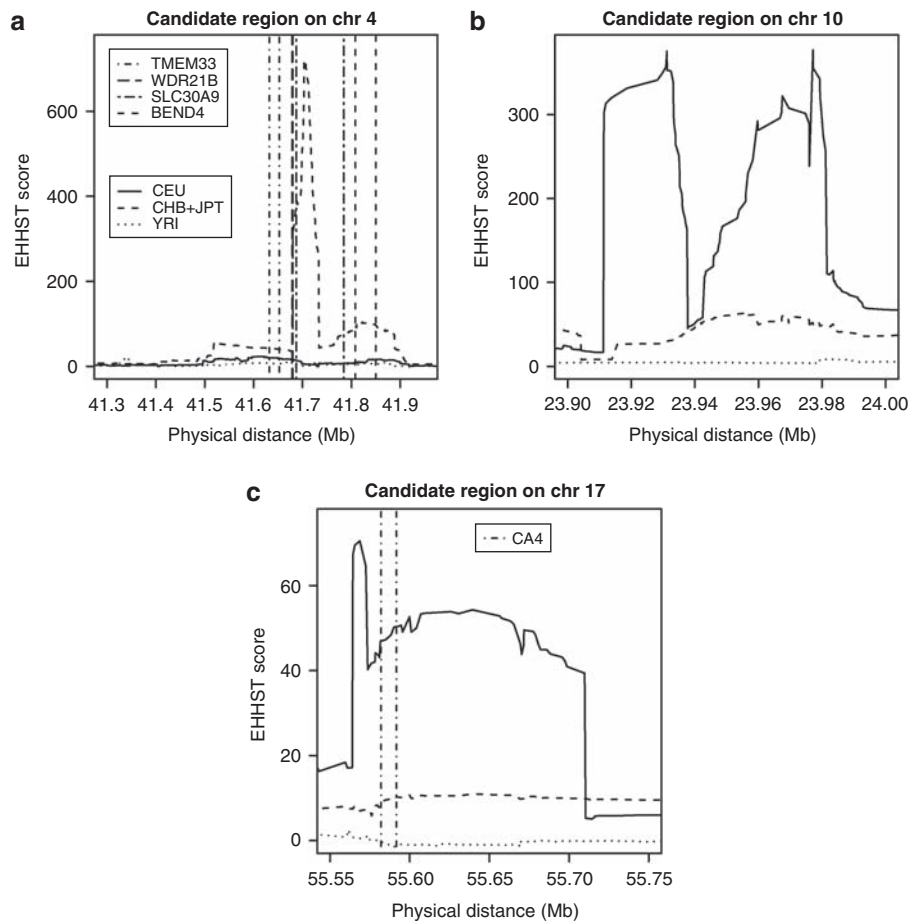 a
Candidate region on chr 4
TMEM33
WDR21B
SLC30A9
BEND4
CEU
CHB+JPT
YRI
EHHST score
600
400
200
0
41.3 41.4 41.5 41.6 41.7 41.8 41.9
Physical distance (Mb)
b
Candidate region on chr 10
EHHST score
300
200
100
0
23.90 23.92 23.94 23.96 23.98 24.00
Physical distance (Mb)
c
Candidate region on chr 17
CA4
EHHST score
60
40
20
0
55.55 55.60 55.65 55.70 55.75
Physical distance (Mb)